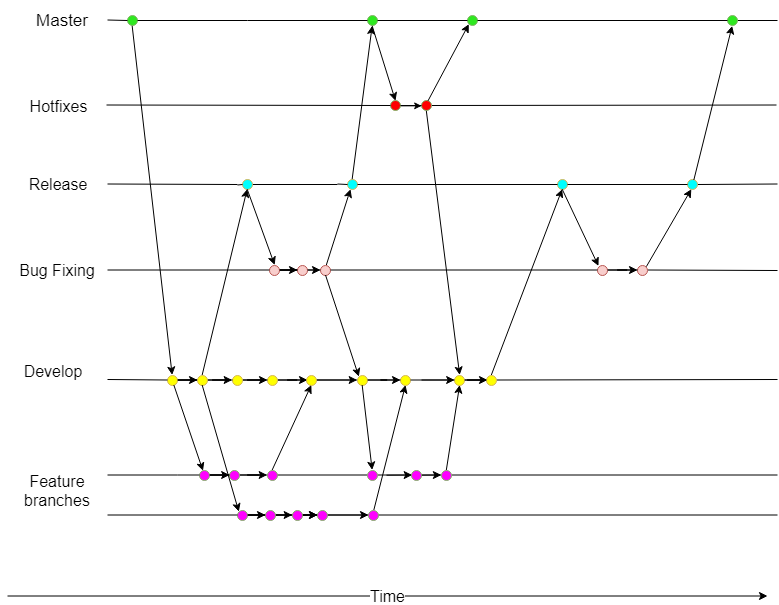 Master
Hotfixes
Release
Bug Fixing
Develop
Feature
branches
Time